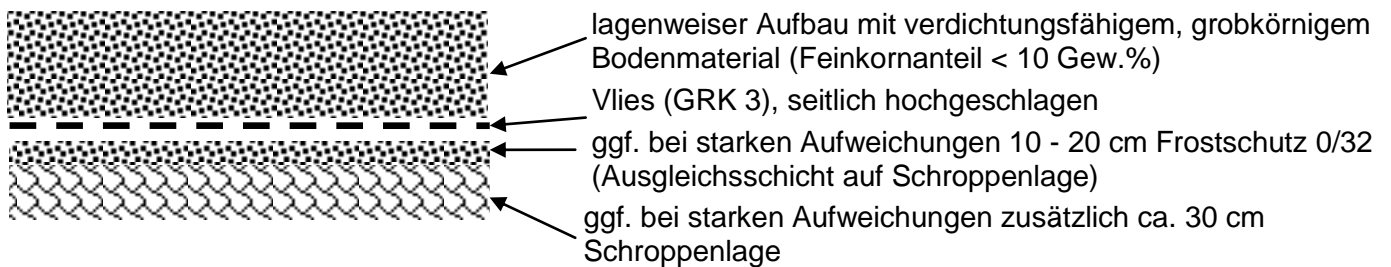 lagenweiser Aufbau mit verdichtungsfähigem, grobkörnigem
Bodenmaterial (Feinkornanteil < 10 Gew.%)
Vlies (GRK 3), seitlich hochgeschlagen
ggf. bei starken Aufweichungen 10 - 20 cm Frostschutz 0/32
(Ausgleichsschicht auf Schroppenlage)
ggf. bei starken Aufweichungen zusätzlich ca. 30 cm
Schroppenlage